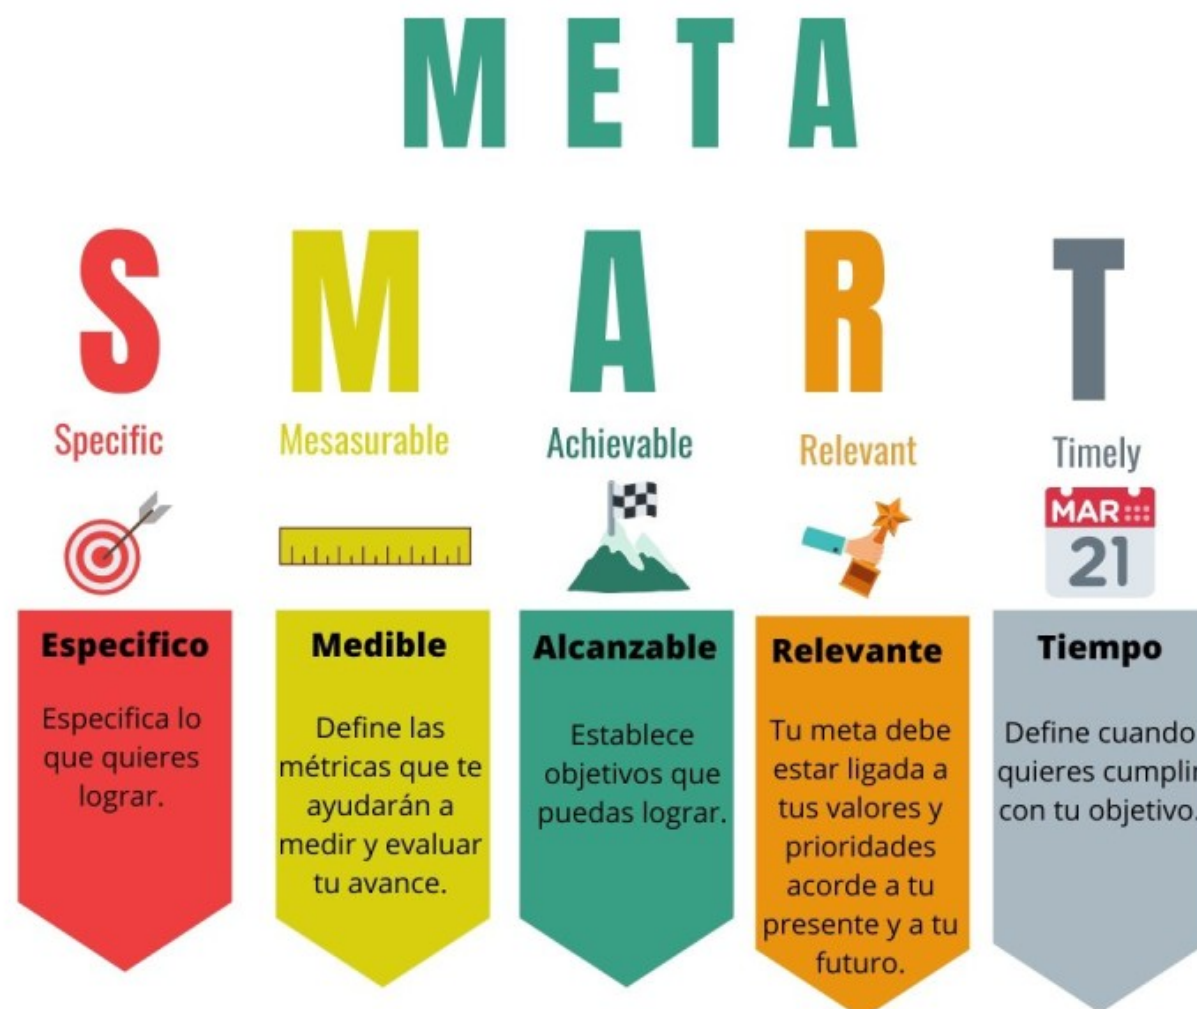 META
S M A R T
Specific
Mesasurable
Achievable
Relevant
Timely
MAR
21
Especifico
Especifica lo
que quieres
lograr.
Medible
Define las
métricas que te
ayudarán a
medir y evaluar
tu avance.
Alcanzable
Establece
objetivos que
puedas lograr.
Relevante
Tu meta debe
estar ligada a
tus valores y
prioridades
acorde a tu
presente y a tu
futuro.
Tiempo
Define cuando
quieres cumplir
con tu objetivo.